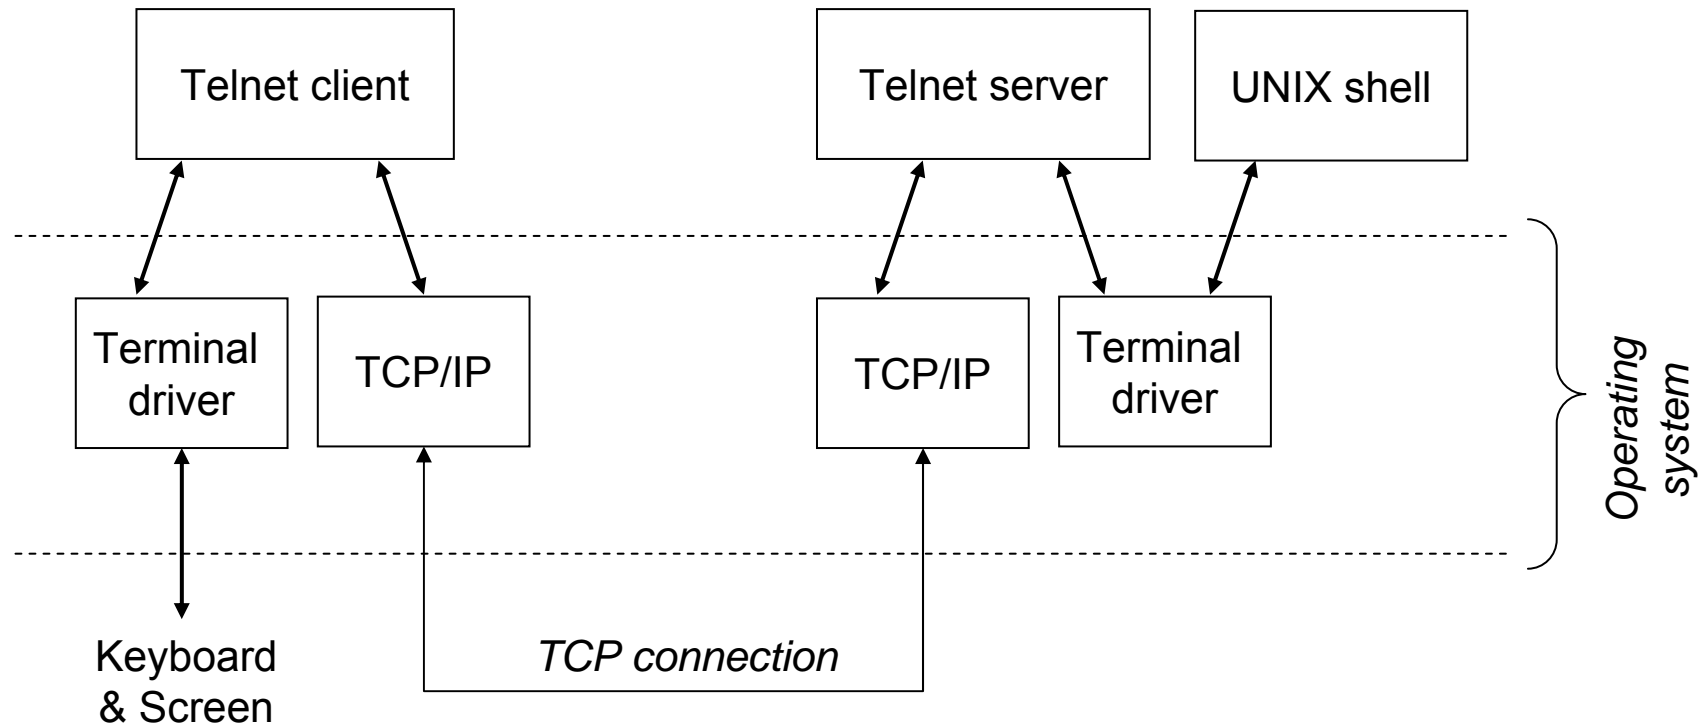 Telnet client
Telnet server
UNIX shell
Terminal
driver
TCP/IP
TCP/IP
Terminal
driver
Operating
system
Keyboard
& Screen
TCP connection